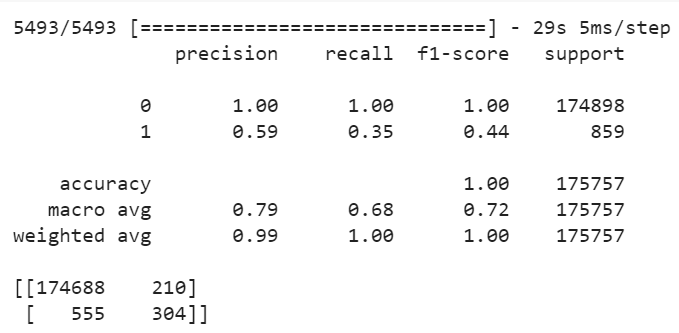 5493/5493 [==============================] - 29s 5ms/step
precision recall f1-score support
0 1.00 1.00 1.00 174898
1 0.59 0.35 0.44 859
accuracy 1.00 175757
macro avg 0.79 0.68 0.72 175757
weighted avg 0.99 1.00 1.00 175757
[[174688 210]
[ 555 304]]